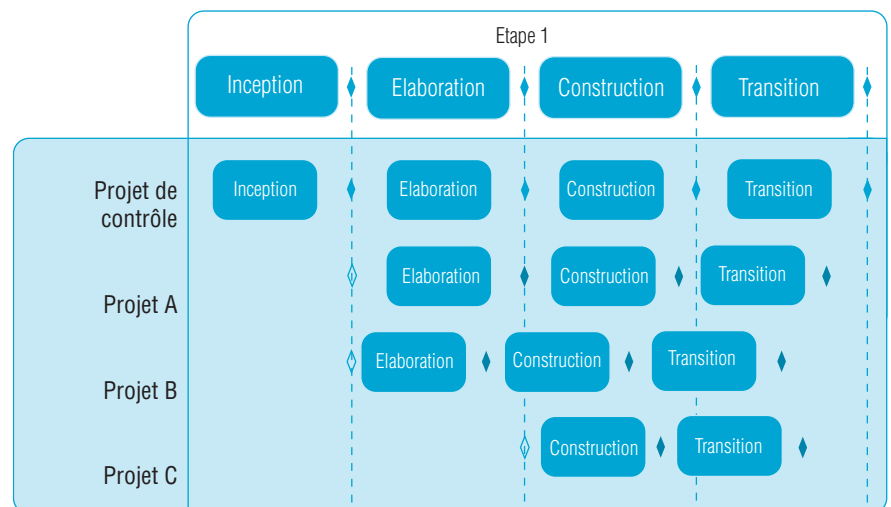 Etape 1
Inception
Elaboration
Construction
Transition
Projet de
contrôle
Inception
Elaboration
Construction
Transition
Projet A
Elaboration
Construction
Transition
Projet B
Elaboration
Construction
Transition
Projet C
Construction
Transition